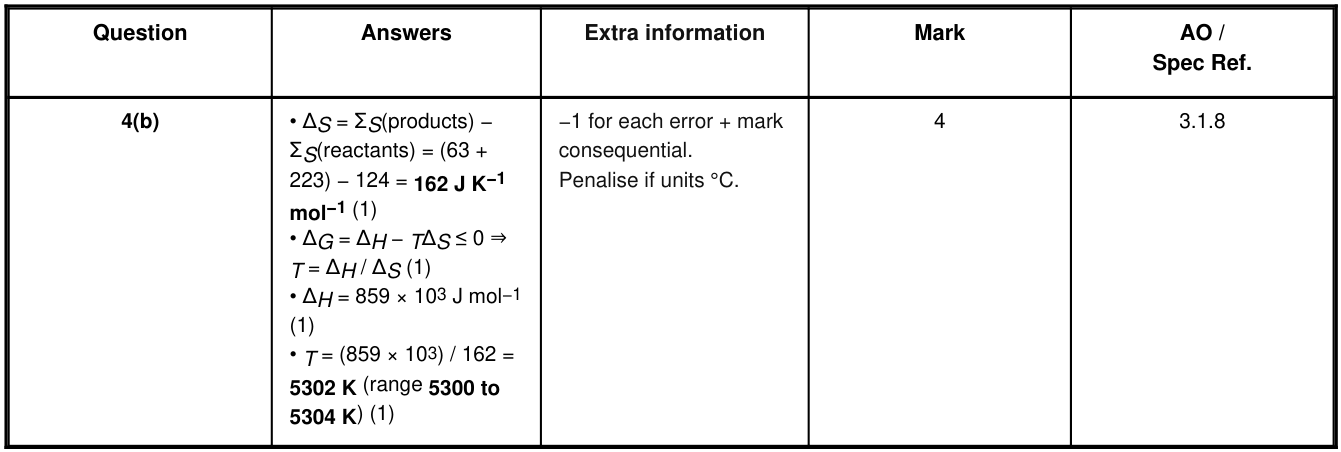 Question Answers Extra information Mark AO /
Spec Ref.
4(b)
• ΔS = ΣS(products) −
ΣS(reactants) = (63 +
223) − 124 = 162 J K⁻¹
mol⁻¹ (1)
• ΔG = ΔH − TΔS ≤ 0 ⇒
T = ΔH / ΔS (1)
• ΔH = 859 × 10³ J mol⁻¹
(1)
• T = (859 × 10³) / 162 =
5302 K (range 5300 to
5304 K) (1)
−1 for each error + mark
consequential.
Penalise if units °C.
4
3.1.8